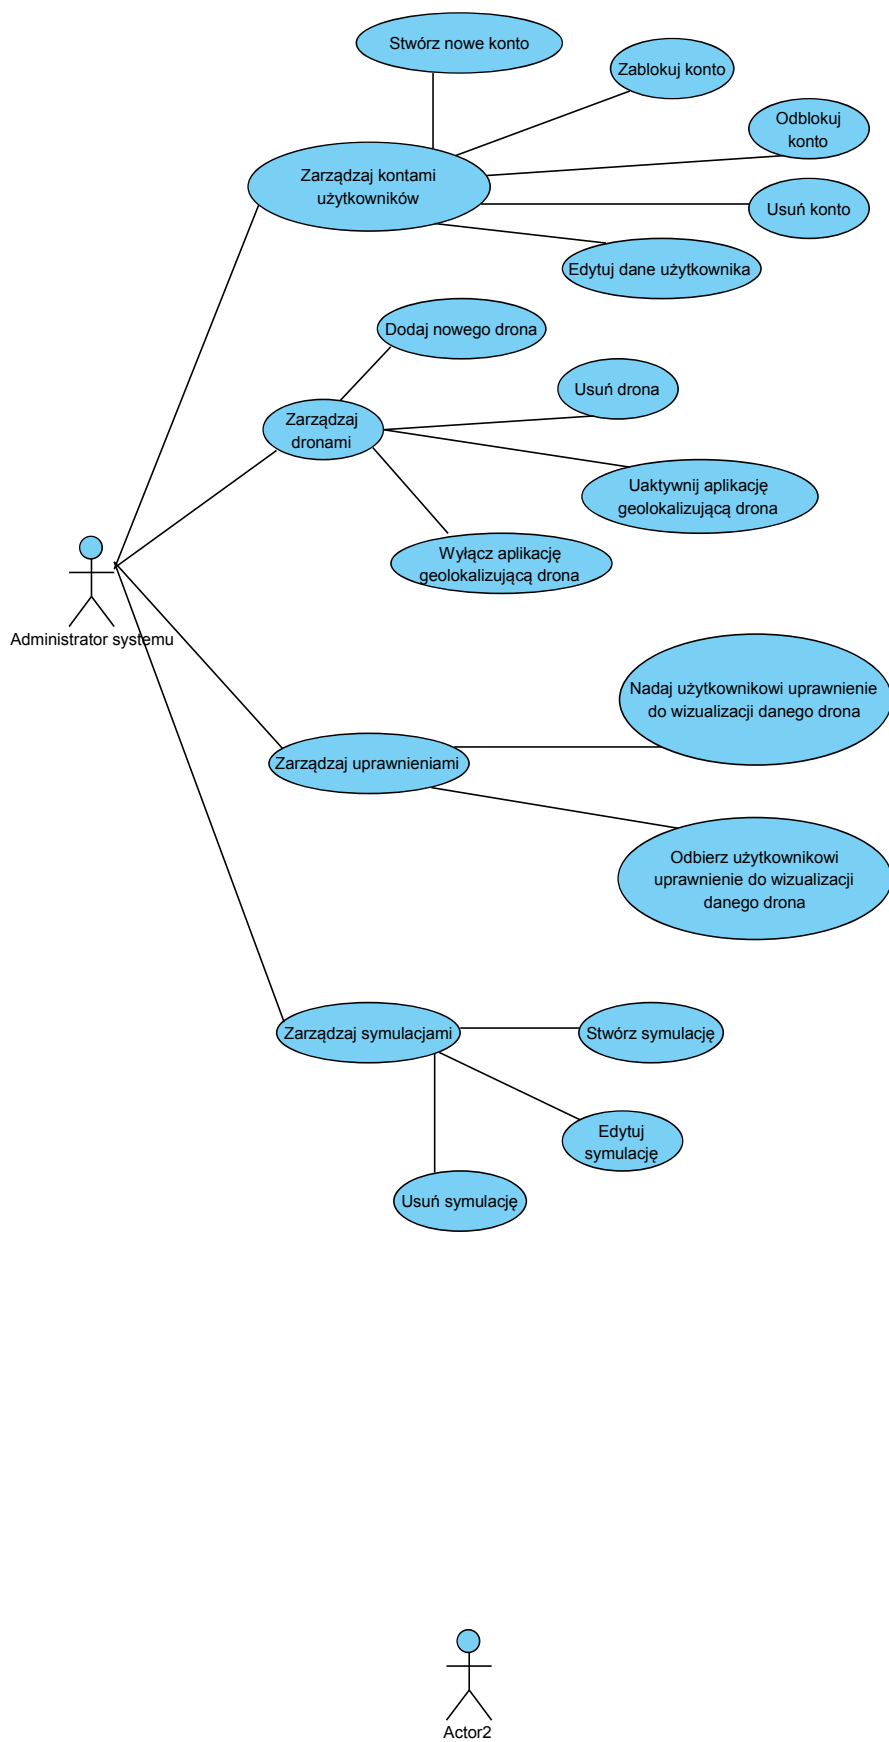 Stwórz nowe konto
Zablokuj konto
Odblokuj
konto
Zarządzaj kontami
użytkowników
Usuń konto
Edytuj dane użytkownika
Dodaj nowego drona
Usuń drona
Zarządzaj
dronami
Uaktywnij aplikację
geolokalizującą drona
Wyłącz aplikację
geolokalizującą drona
Administrator systemu
Nadaj użytkownikowi uprawnienie
do wizualizacji danego drona
Zarządzaj uprawnieniami
Odbierz użytkownikowi
uprawnienie do wizualizacji
danego drona
Zarządzaj symulacjami
Stwórz symulację
Edytuj
symulację
Usuń symulację
Actor2